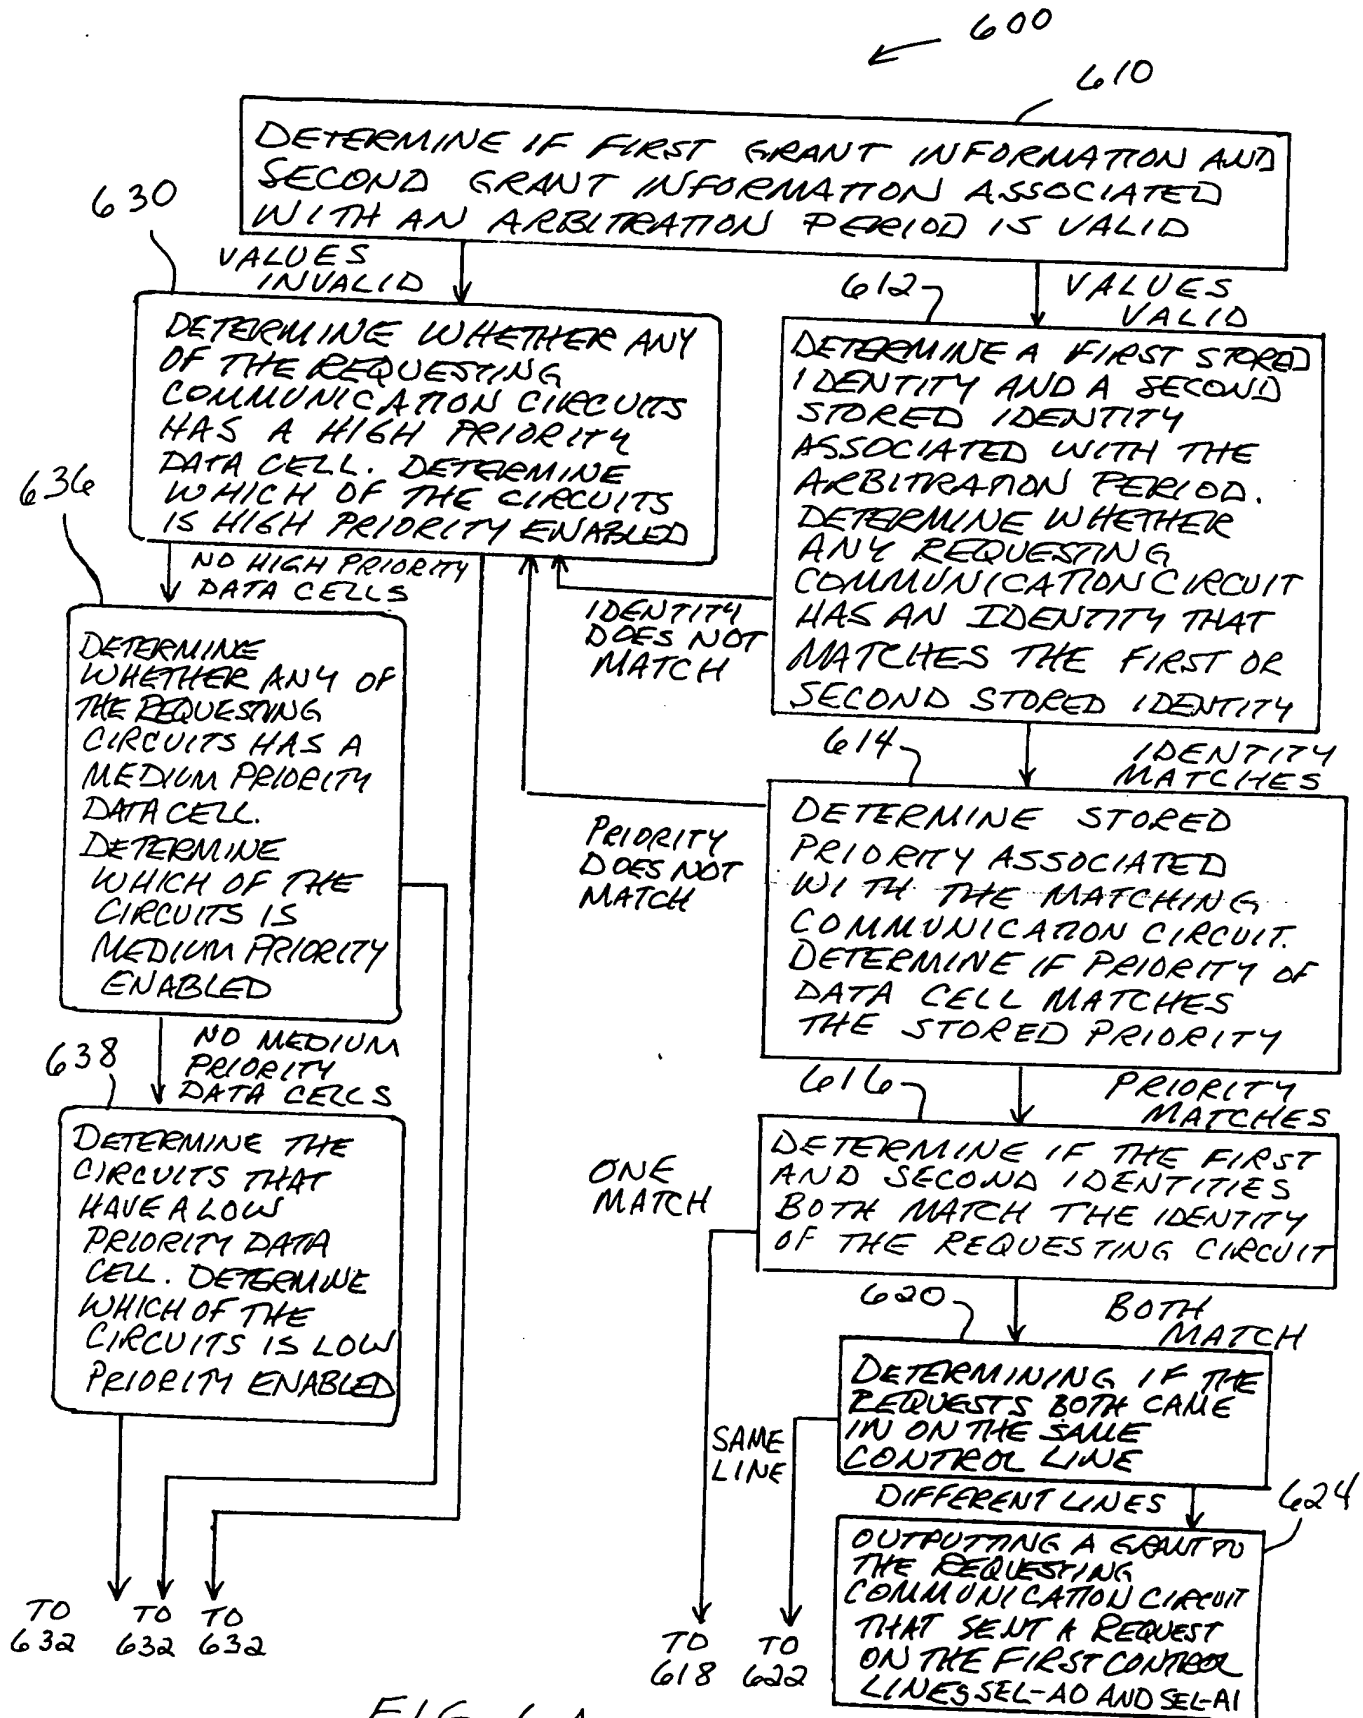 600
610
DETERMINE IF FIRST GRANT INFORMATION AND
SECOND GRANT INFORMATION ASSOCIATED
WITH AN ARBITRATION PERIOD IS VALID
630
VALUES
INVALID
612
VALUES
VALID
DETERMINE WHETHER ANY
OF THE REQUESTING
COMMUNICATION CIRCUITS
HAS A HIGH PRIORITY
DATA CELL. DETERMINE
WHICH OF THE CIRCUITS
IS HIGH PRIORITY ENABLED
DETERMINE A FIRST STORED
IDENTITY AND A SECOND
STORED IDENTITY
ASSOCIATED WITH THE
ARBITRATION PERIOD.
DETERMINE WHETHER
ANY REQUESTING
COMMUNICATION CIRCUIT
HAS AN IDENTITY THAT
MATCHES THE FIRST OR
SECOND STORED IDENTITY
636
NO HIGH PRIORITY
DATA CELLS
IDENTITY
DOES NOT
MATCH
614
IDENTITY
MATCHES
DETERMINE
WHETHER ANY OF
THE REQUESTING
CIRCUITS HAS A
MEDIUM PRIORITY
DATA CELL.
DETERMINE
WHICH OF THE
CIRCUITS IS
MEDIUM PRIORITY
ENABLED
PRIORITY
DOES NOT
MATCH
DETERMINE STORED
PRIORITY ASSOCIATED
WITH THE MATCHING
COMMUNICATION CIRCUIT.
DETERMINE IF PRIORITY OF
DATA CELL MATCHES
THE STORED PRIORITY
638
NO MEDIUM
PRIORITY
DATA CELLS
616
PRIORITY
MATCHES
DETERMINE THE
CIRCUITS THAT
HAVE A LOW
PRIORITY DATA
CELL. DETERMINE
WHICH OF THE
CIRCUITS IS LOW
PRIORITY ENABLED
ONE
MATCH
DETERMINE IF THE FIRST
AND SECOND IDENTITIES
BOTH MATCH THE IDENTITY
OF THE REQUESTING CIRCUIT
620
BOTH
MATCH
DETERMINING IF THE
REQUESTS BOTH CAME
IN ON THE SAME
CONTROL LINE
SAME
LINE
DIFFERENT LINES
624
OUTPUTTING A GRANT TO
THE REQUESTING
COMMUNICATION CIRCUIT
THAT SENT A REQUEST
ON THE FIRST CONTROL
LINES SEL-A0 AND SEL-A1
TO
632
TO
632
TO
632
TO
618
TO
622
FIG. 6A